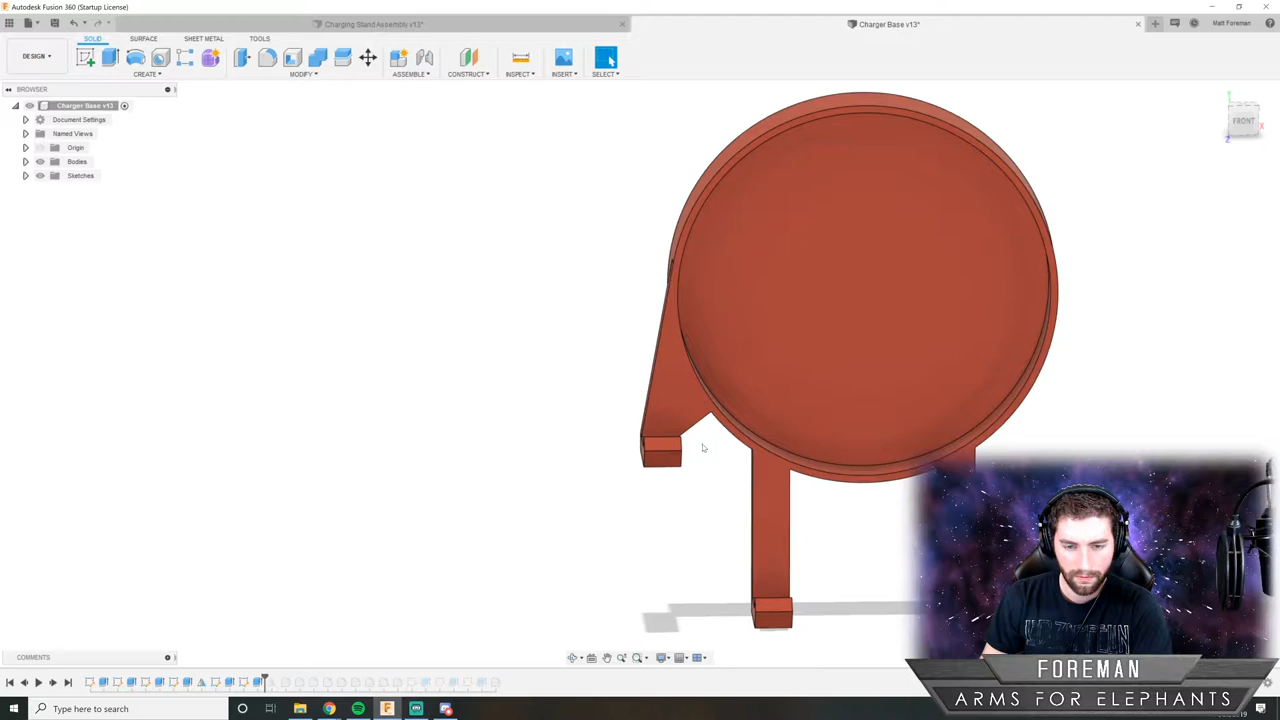 Autodesk Fusion 360 (Startup License)
Charging Stand Assembly v13*
Charger Base v13*
Matt Foreman
DESIGN
SOLID
SURFACE
SHEET METAL
TOOLS
CREATE
MODIFY
ASSEMBLE
CONSTRUCT
INSPECT
INSERT
SELECT
BROWSER
Charger Base v13
Document Settings
Named Views
Origin
Bodies
Sketches
Y
FRONT
X
Z
COMMENTS
FOREMAN
ARMS FOR ELEPHANTS
Type here to search